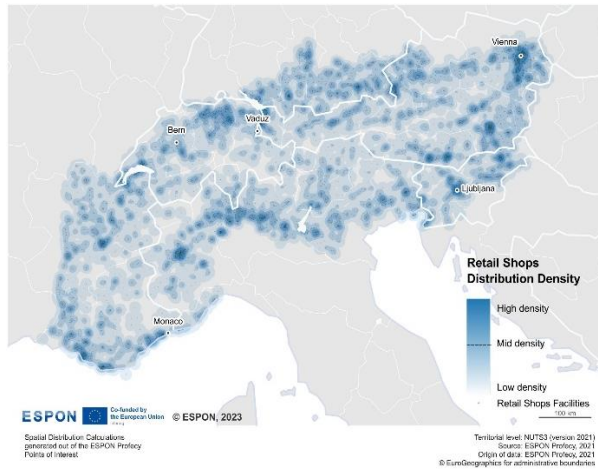 Vienna
Vaduz
Bern
Ljubljana
Monaco
Retail Shops
Distribution Density
High density
Mid density
Low density
Retail Shops Facilities
100 km
ESPON
Co-funded by
the European Union
© ESPON, 2023
Spatial Distribution Calculations
generated out of the ESPON Profecy
Points of Interest
Territorial level: NUTS3 (version 2021)
Source: ESPON Profecy, 2021
Origin of data: ESPON Profecy, 2021
© EuroGeographics for administrative boundaries